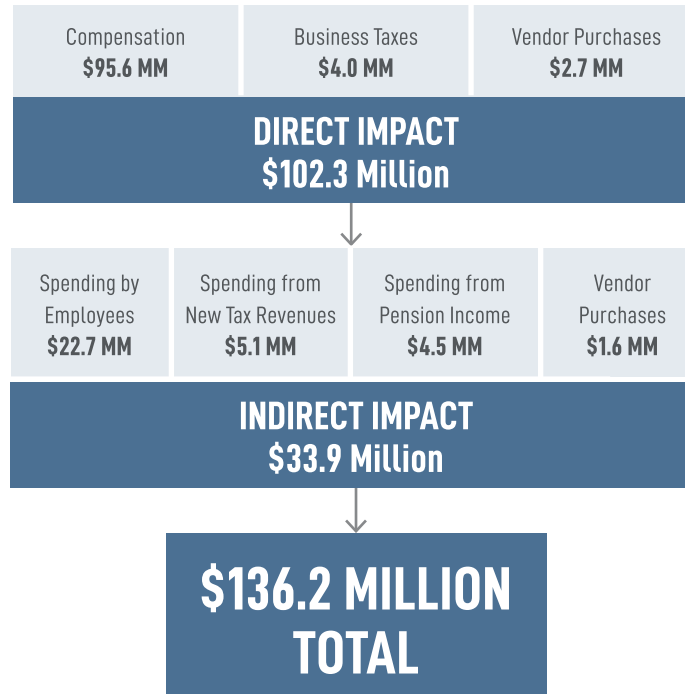 Compensation
$95.6 MM
Business Taxes
$4.0 MM
Vendor Purchases
$2.7 MM
DIRECT IMPACT
$102.3 Million
Spending by
Employees
$22.7 MM
Spending from
New Tax Revenues
$5.1 MM
Spending from
Pension Income
$4.5 MM
Vendor
Purchases
$1.6 MM
INDIRECT IMPACT
$33.9 Million
$136.2 MILLION
TOTAL